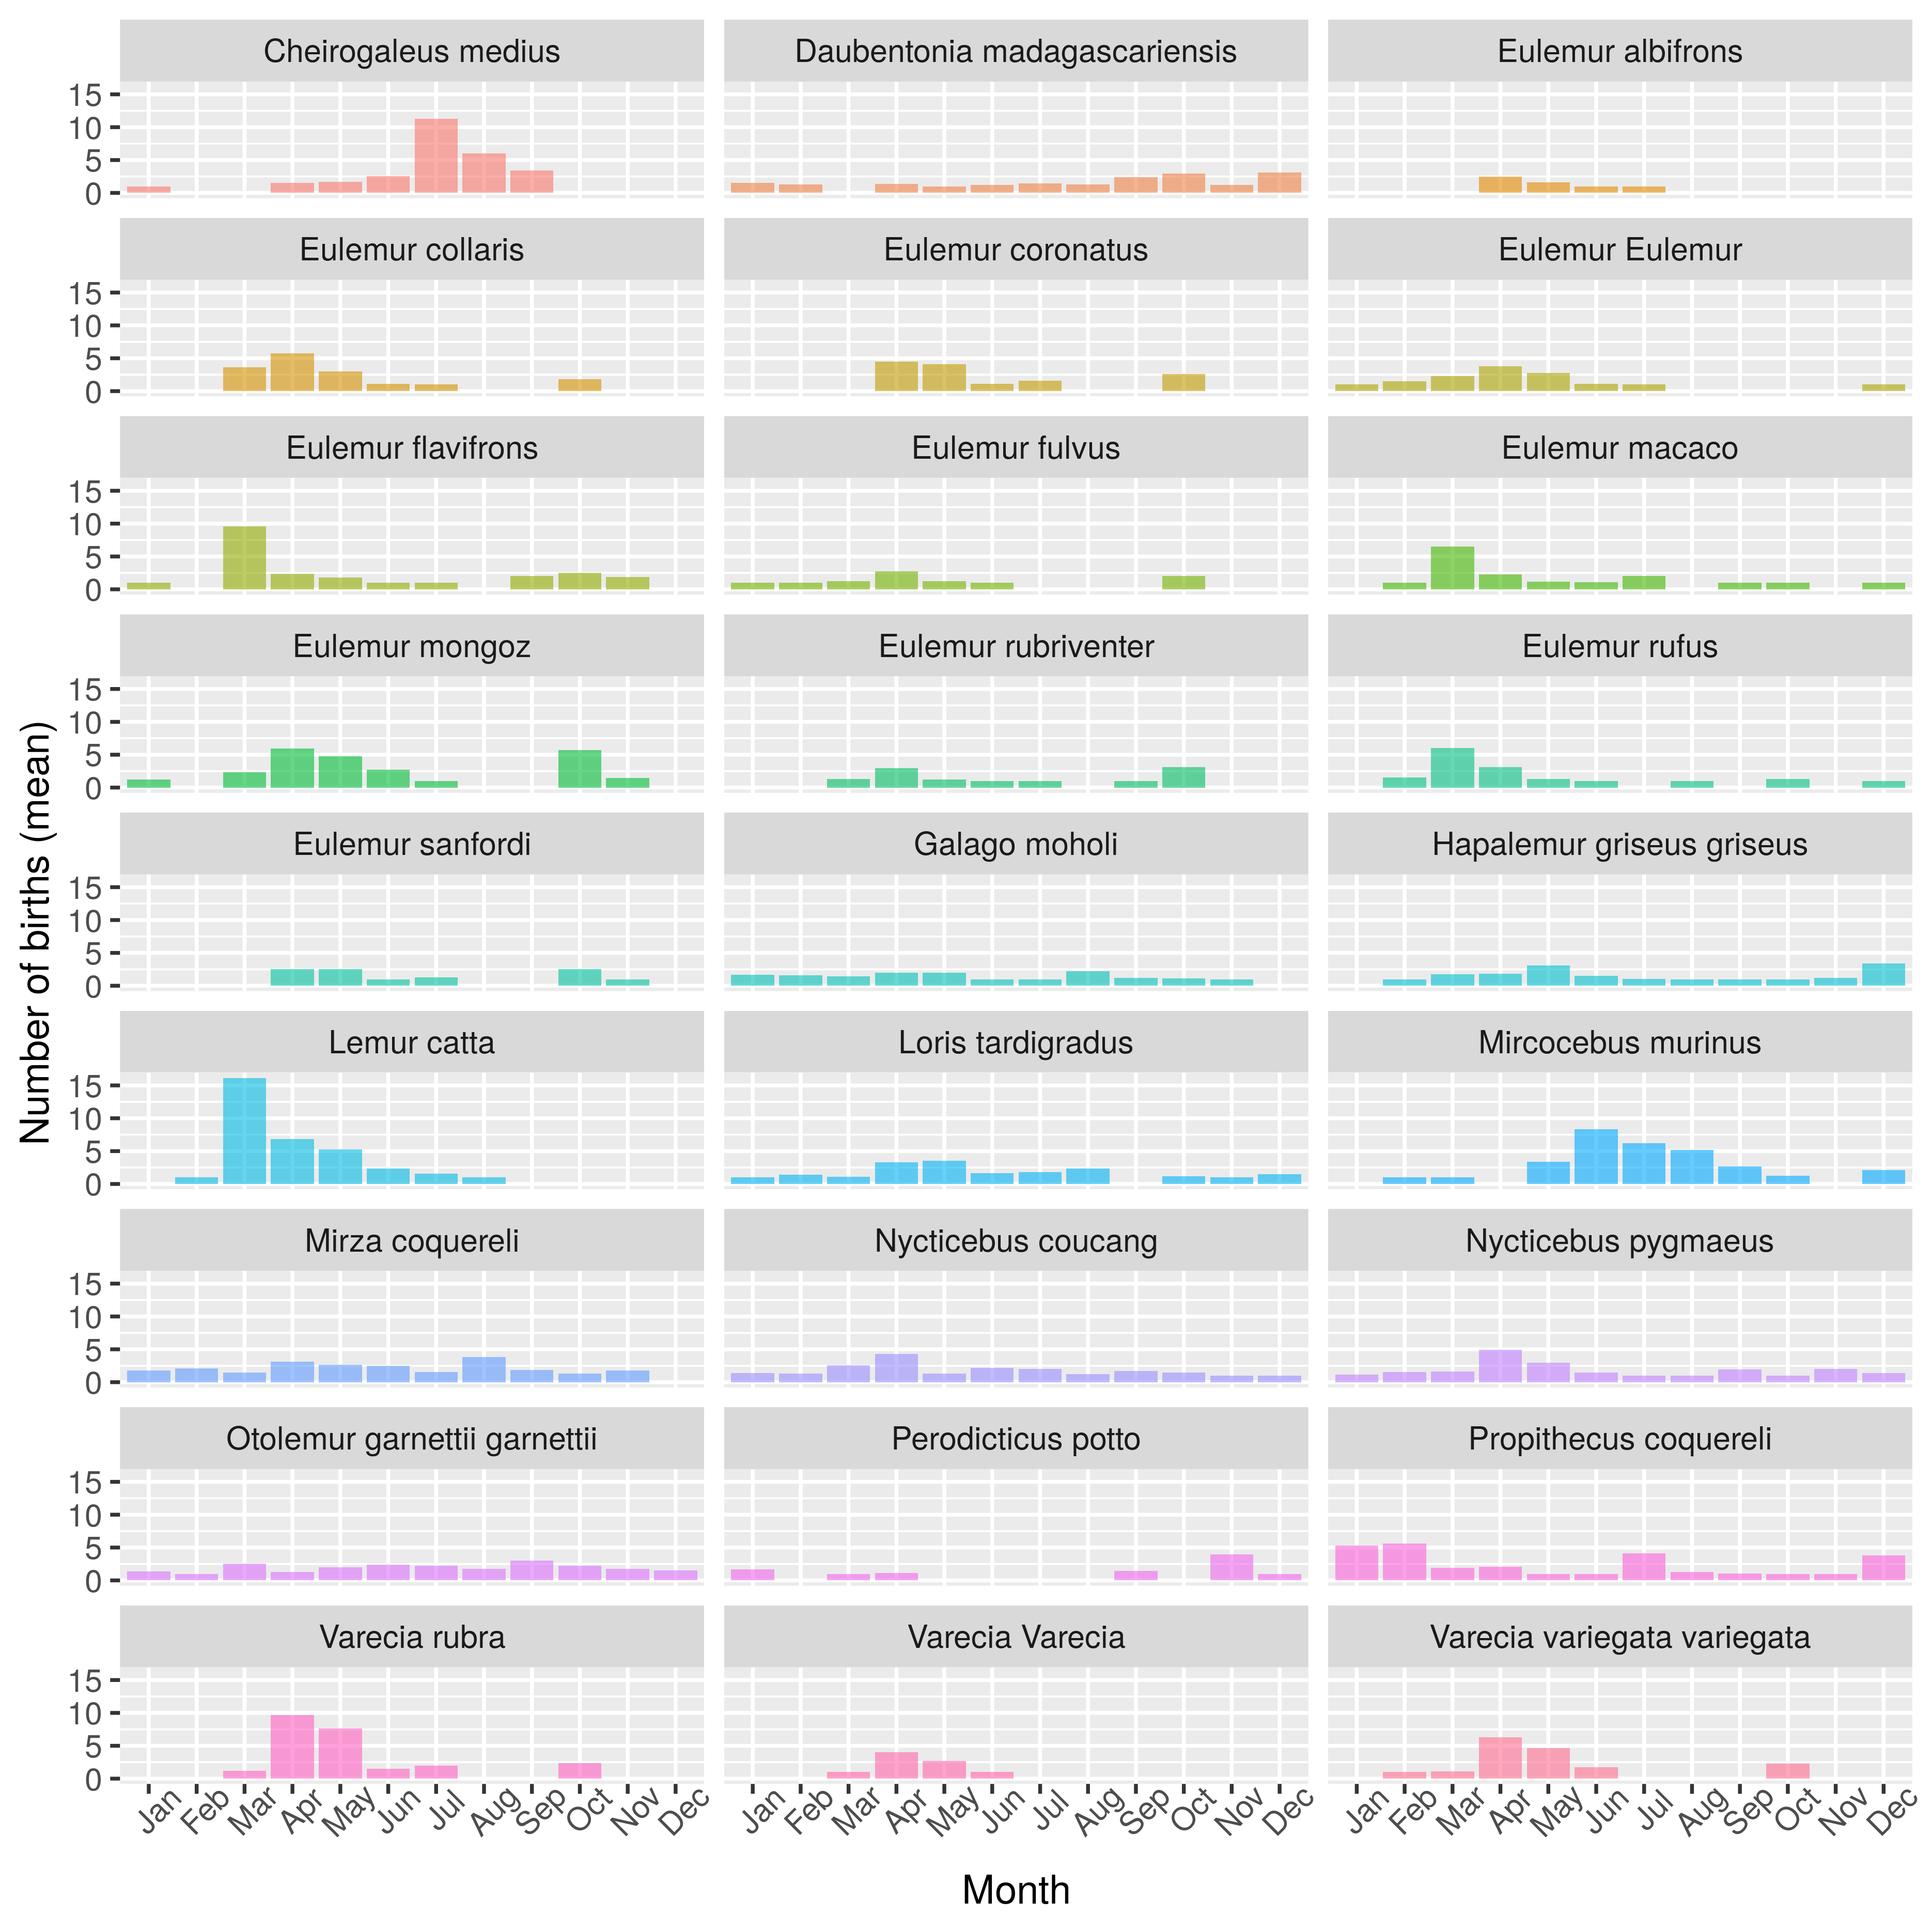 Cheirogaleus medius
Daubentonia madagascariensis
Eulemur albifrons
15
10
5
0
Eulemur collaris
Eulemur coronatus
Eulemur Eulemur
15
10
5
0
Eulemur flavifrons
Eulemur fulvus
Eulemur macaco
15
10
5
0
Eulemur mongoz
Eulemur rubriventer
Eulemur rufus
15
10
5
0
Eulemur sanfordi
Galago moholi
Hapalemur griseus griseus
15
10
5
0
Lemur catta
Loris tardigradus
Mircocebus murinus
15
10
5
0
Mirza coquereli
Nycticebus coucang
Nycticebus pygmaeus
15
10
5
0
Otolemur garnettii garnettii
Perodicticus potto
Propithecus coquereli
15
10
5
0
Varecia rubra
Varecia Varecia
Varecia variegata variegata
15
10
5
0
Jan Feb Mar Apr May Jun Jul Aug Sep Oct Nov Dec
Jan Feb Mar Apr May Jun Jul Aug Sep Oct Nov Dec
Jan Feb Mar Apr May Jun Jul Aug Sep Oct Nov Dec
Month
Number of births (mean)